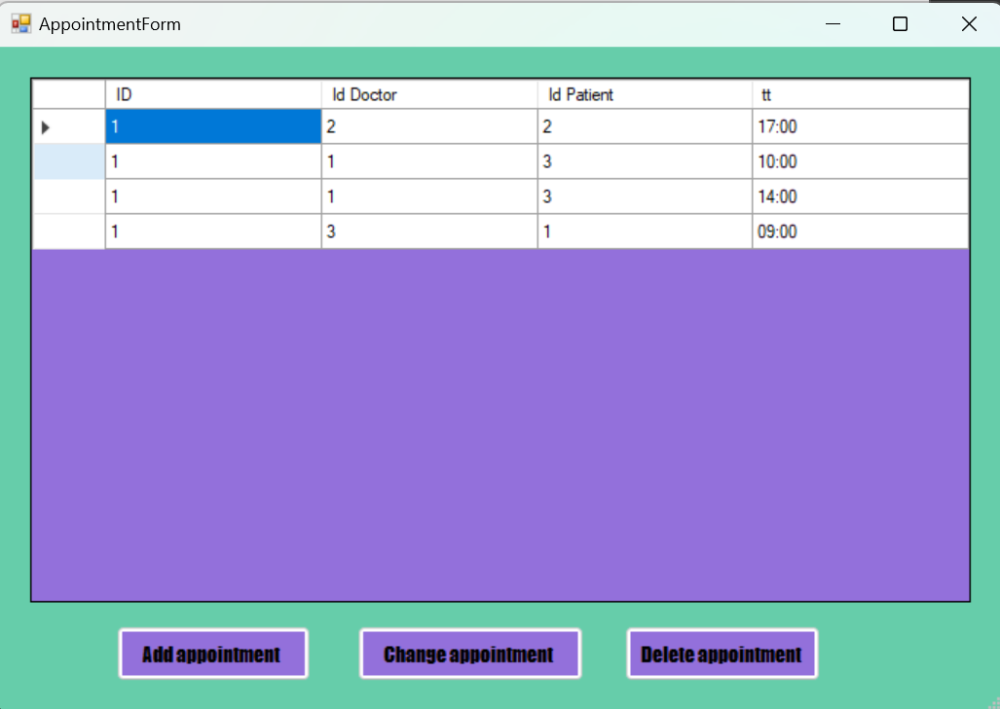 AppointmentForm
ID Id Doctor Id Patient tt
1 2 2 17:00
1 1 3 10:00
1 1 3 14:00
1 3 1 09:00
Add appointment Change appointment Delete appointment